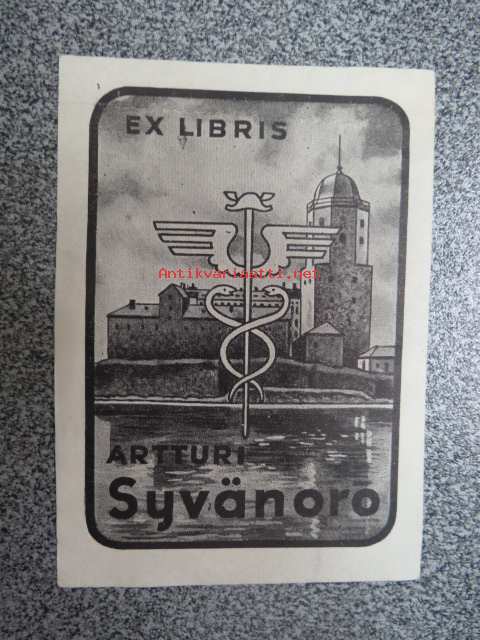 EX LIBRIS
Antikvariaatti.net
ARTTURI
Syvänoro